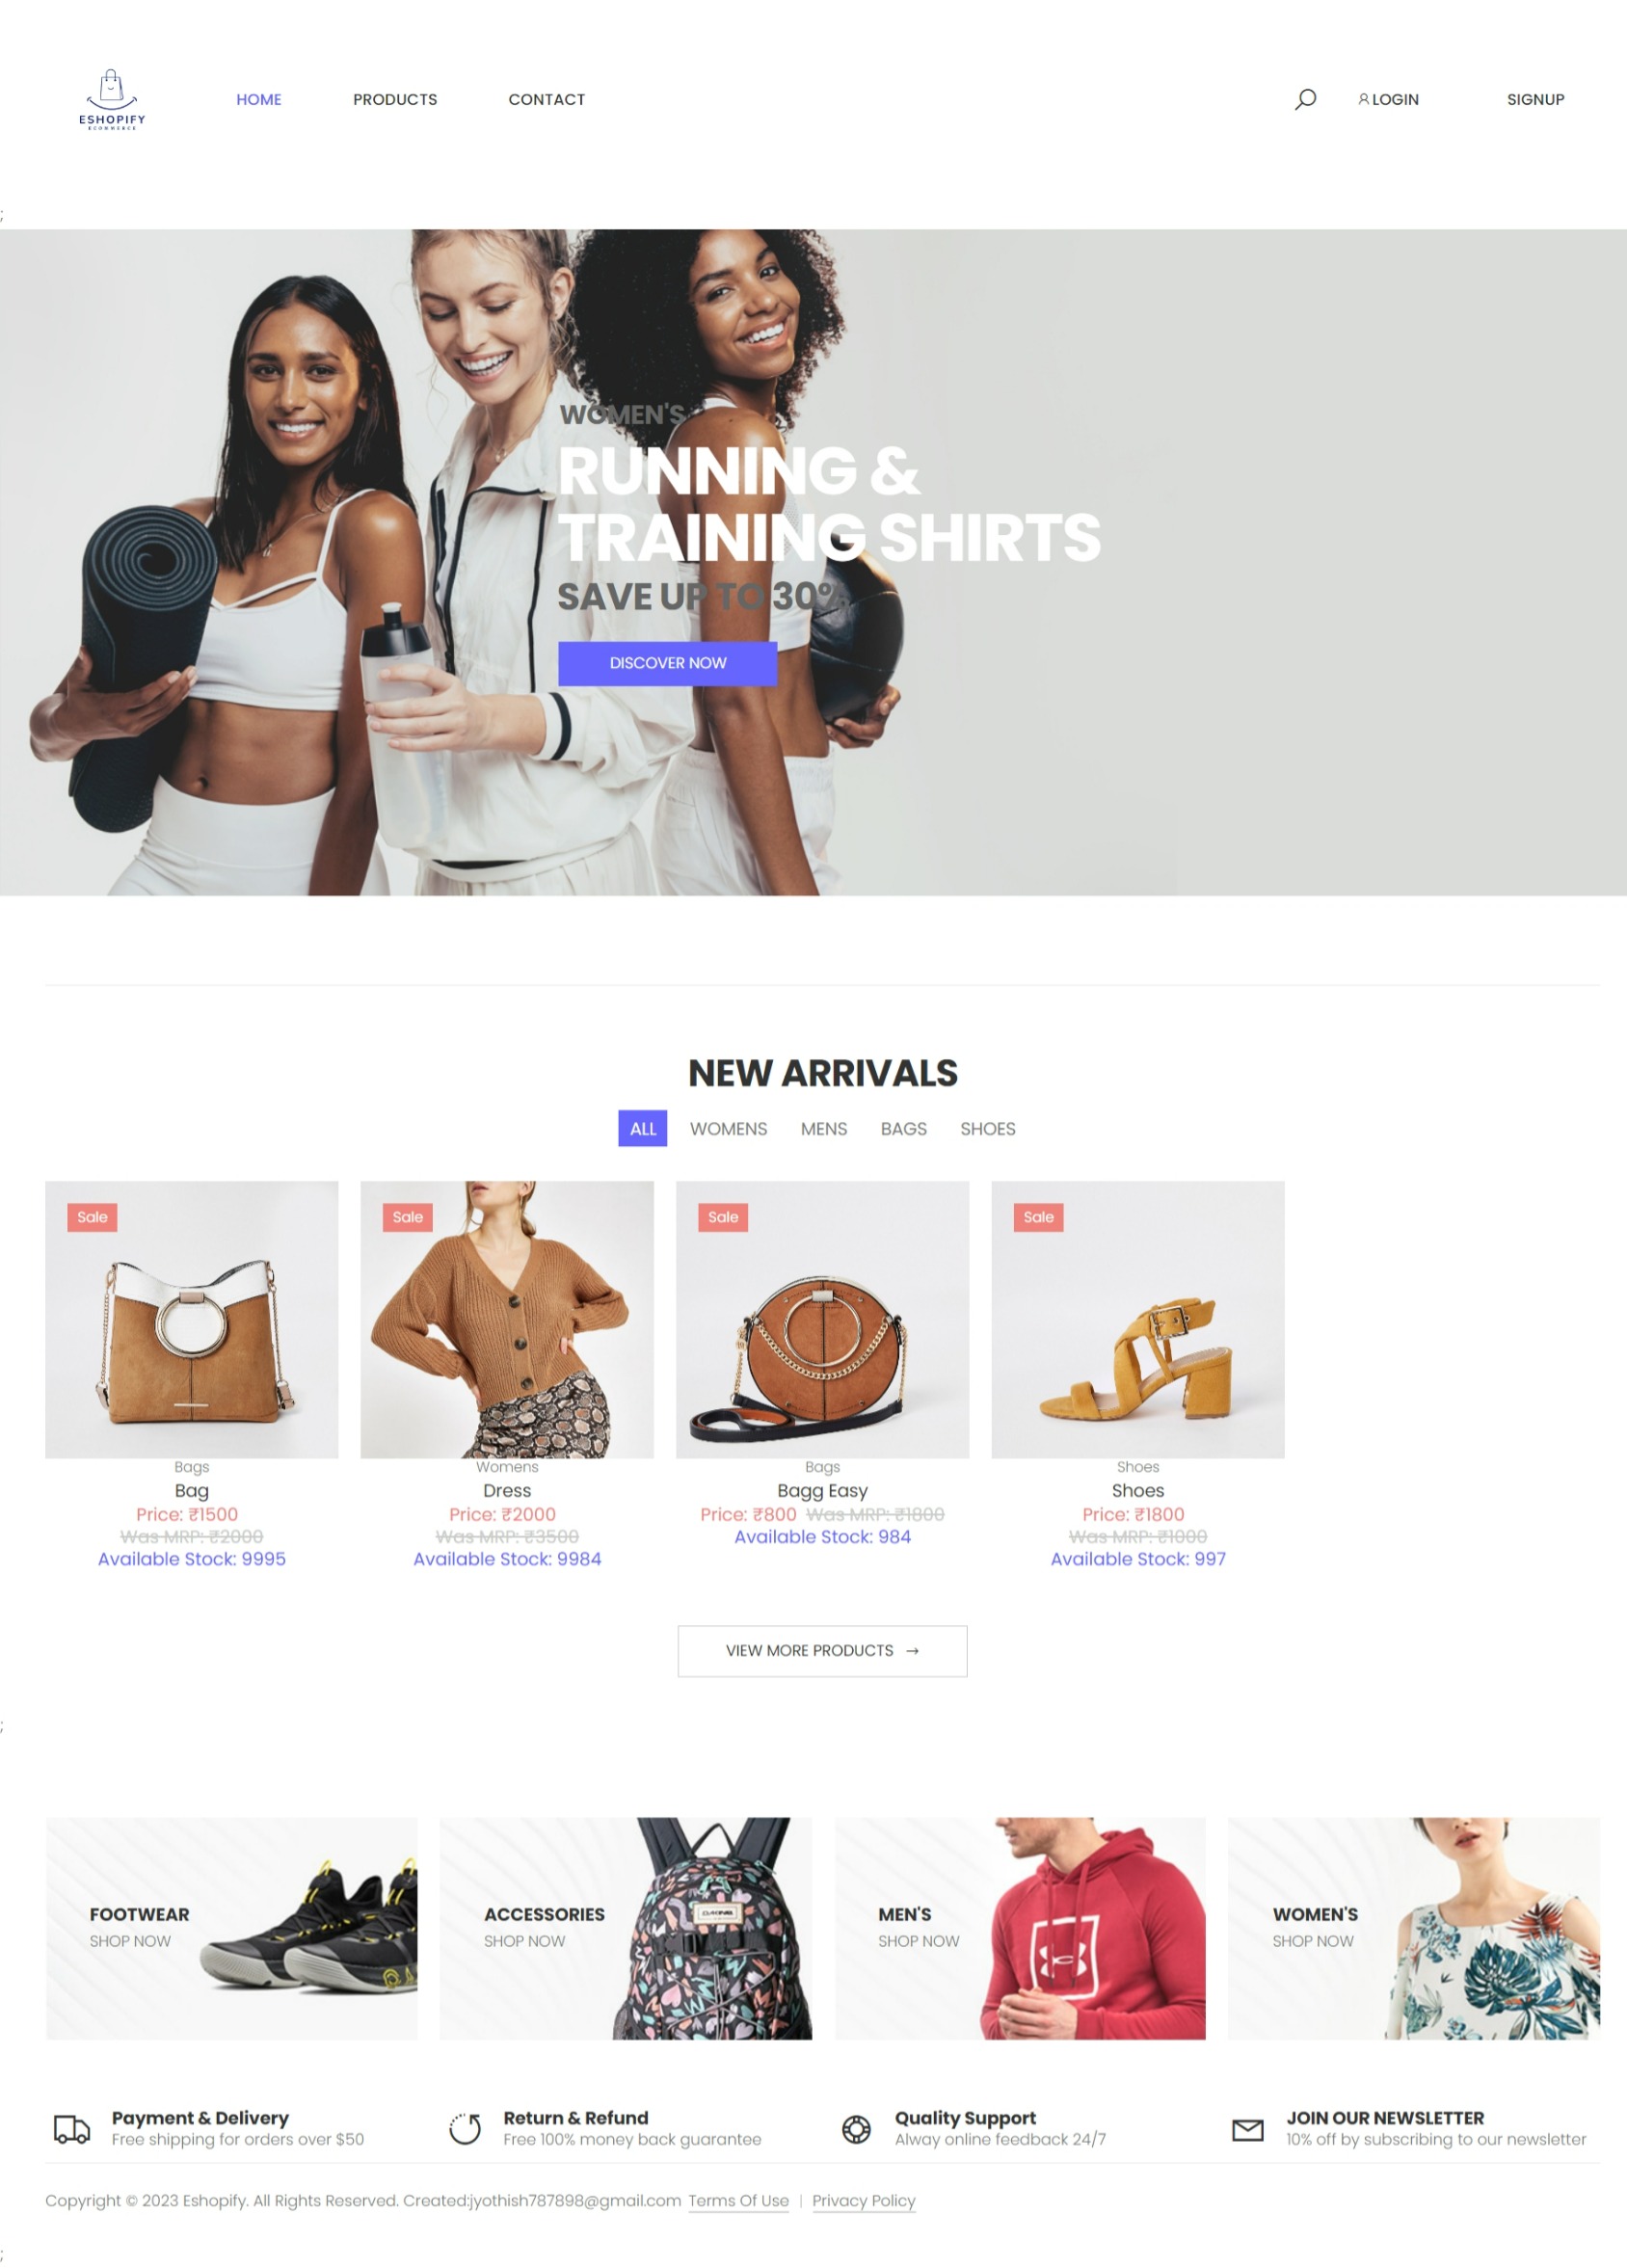 ESHOPIFY
ECOMMERCE
HOME PRODUCTS CONTACT LOGIN SIGNUP
;
WOMEN'S
RUNNING &
TRAINING SHIRTS
SAVE UP TO 30%
DISCOVER NOW
NEW ARRIVALS
ALL WOMENS MENS BAGS SHOES
Sale Sale Sale Sale
Bags Womens Bags Shoes
Bag Dress Bagg Easy Shoes
Price: ₹1500 Price: ₹2000 Price: ₹800 Was MRP: ₹1800 Price: ₹1800
Was MRP: ₹2000 Was MRP: ₹3500 Available Stock: 984 Was MRP: ₹1000
Available Stock: 9995 Available Stock: 9984 Available Stock: 997
VIEW MORE PRODUCTS →
;
FOOTWEAR ACCESSORIES MEN'S WOMEN'S
SHOP NOW SHOP NOW SHOP NOW SHOP NOW
DAKINE
Payment & Delivery Return & Refund Quality Support JOIN OUR NEWSLETTER
Free shipping for orders over $50 Free 100% money back guarantee Alway online feedback 24/7 10% off by subscribing to our newsletter
Copyright © 2023 Eshopify. All Rights Reserved. Created:jyothish787898@gmail.com Terms Of Use | Privacy Policy
;